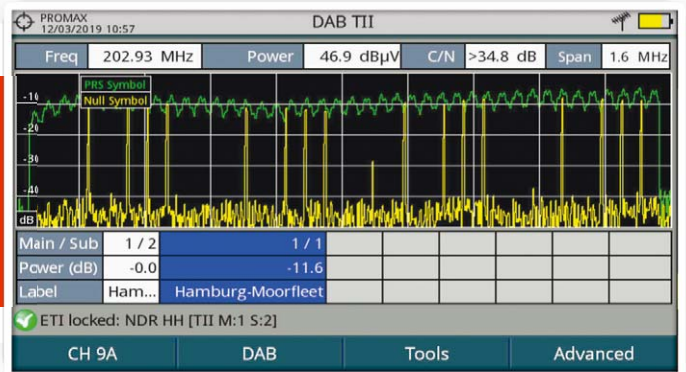 PROMAX
12/03/2019 10:57
DAB TII
Freq 202.93 MHz Power 46.9 dBµV C/N >34.8 dB Span 1.6 MHz
PRS Symbol
Null Symbol
-10
-20
-30
-40
dB
Main / Sub 1 / 2 1 / 1
Power (dB) -0.0 -11.6
Label Ham... Hamburg-Moorfleet
ETI locked: NDR HH [TII M:1 S:2]
CH 9A DAB Tools Advanced